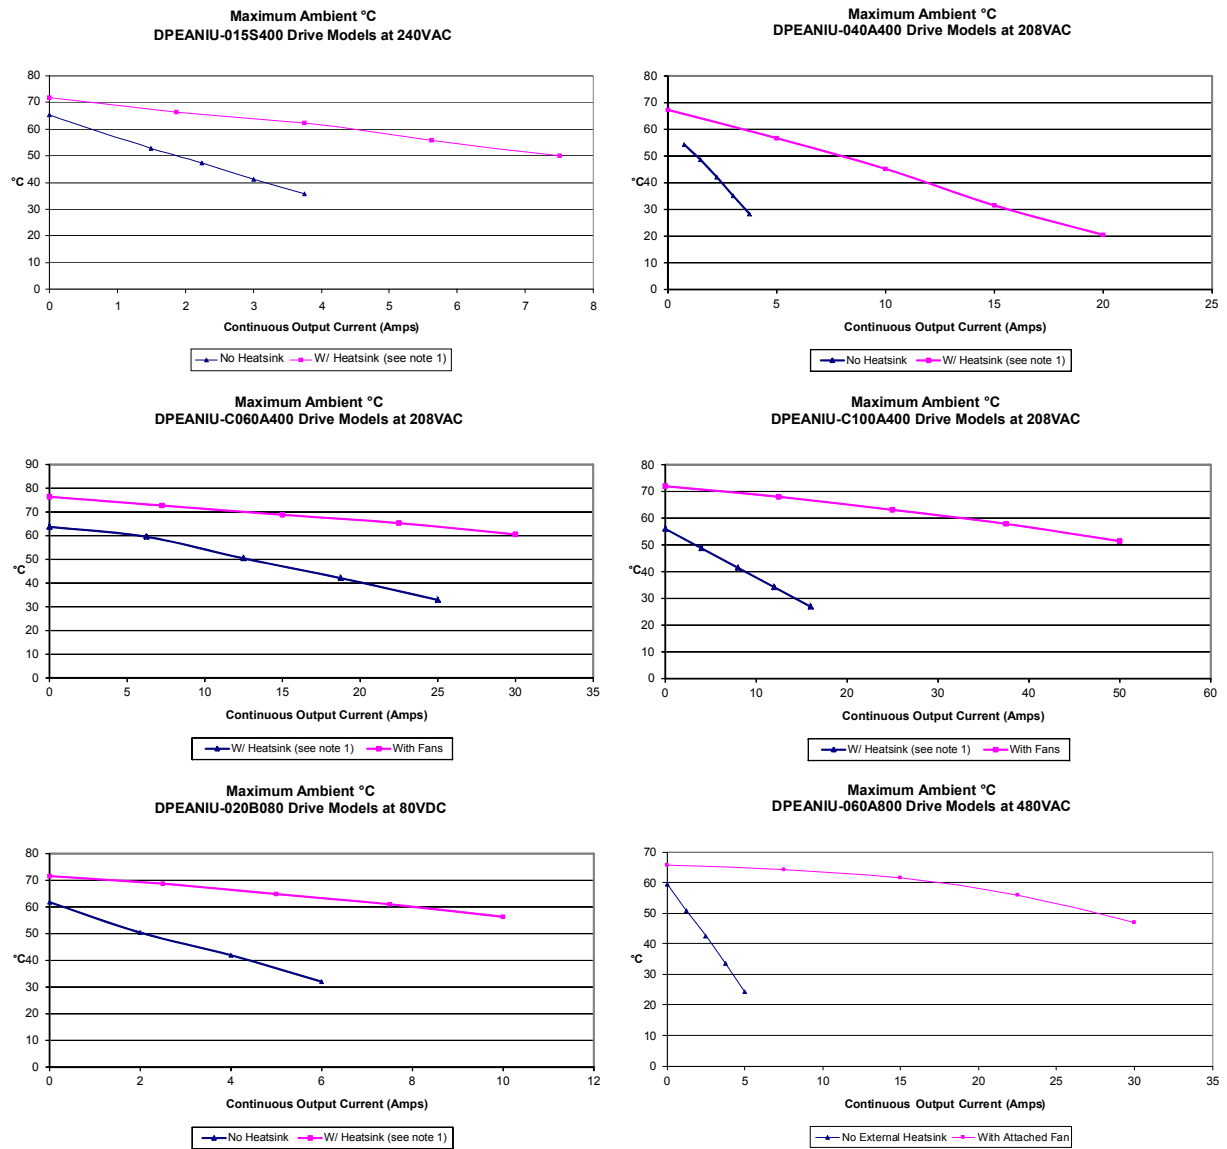 Maximum Ambient °C
DPEANIU-015S400 Drive Models at 240VAC
80
70
60
50
°C
40
30
20
10
0
0 1 2 3 4 5 6 7 8
Continuous Output Current (Amps)
No Heatsink W/ Heatsink (see note 1)
Maximum Ambient °C
DPEANIU-040A400 Drive Models at 208VAC
80
70
60
50
°C
40
30
20
10
0
0 5 10 15 20 25
Continuous Output Current (Amps)
No Heatsink W/ Heatsink (see note 1)
Maximum Ambient °C
DPEANIU-C060A400 Drive Models at 208VAC
90
80
70
60
50
°C
40
30
20
10
0
0 5 10 15 20 25 30 35
Continuous Output Current (Amps)
W/ Heatsink (see note 1) With Fans
Maximum Ambient °C
DPEANIU-C100A400 Drive Models at 208VAC
80
70
60
50
°C
40
30
20
10
0
0 10 20 30 40 50 60
Continuous Output Current (Amps)
W/ Heatsink (see note 1) With Fans
Maximum Ambient °C
DPEANIU-020B080 Drive Models at 80VDC
80
70
60
50
°C
40
30
20
10
0
0 2 4 6 8 10 12
Continuous Output Current (Amps)
No Heatsink W/ Heatsink (see note 1)
Maximum Ambient °C
DPEANIU-060A800 Drive Models at 480VAC
70
60
50
40
°C
30
20
10
0
0 5 10 15 20 25 30 35
Continuous Output Current (Amps)
No External Heatsink With Attached Fan